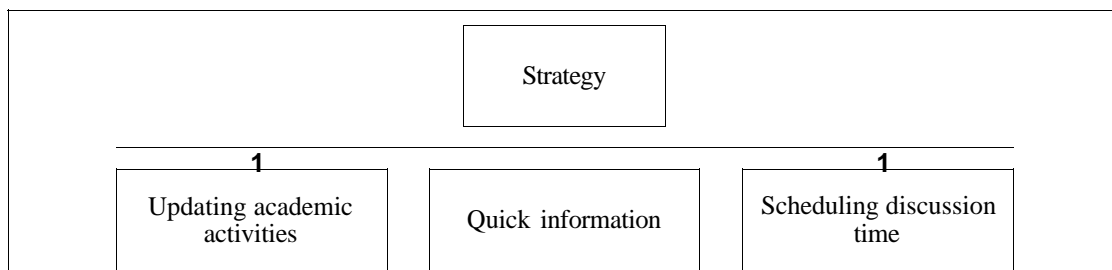 Strategy
1
1
Updating academic
activities
Quick information
Scheduling discussion
time